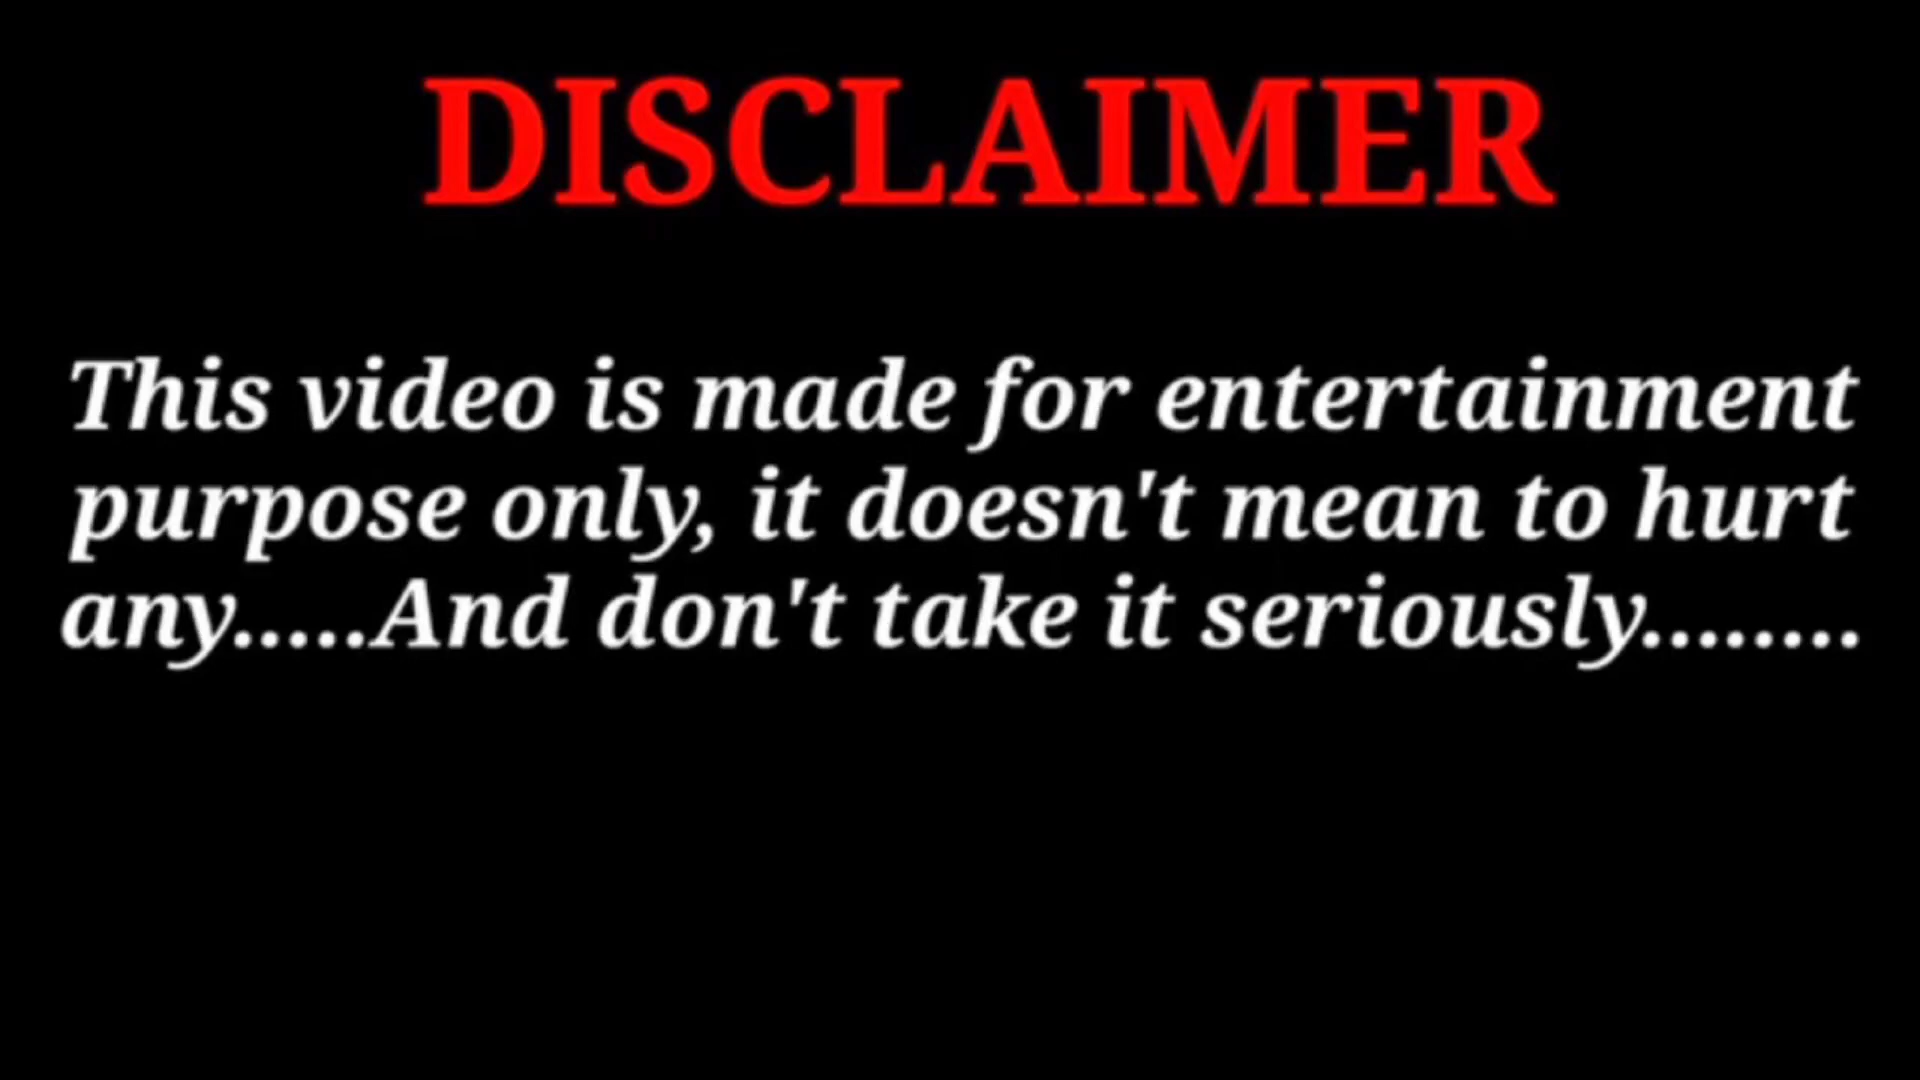 DISCLAIMER
This video is made for entertainment
purpose only, it doesn't mean to hurt
any.....And don't take it seriously........